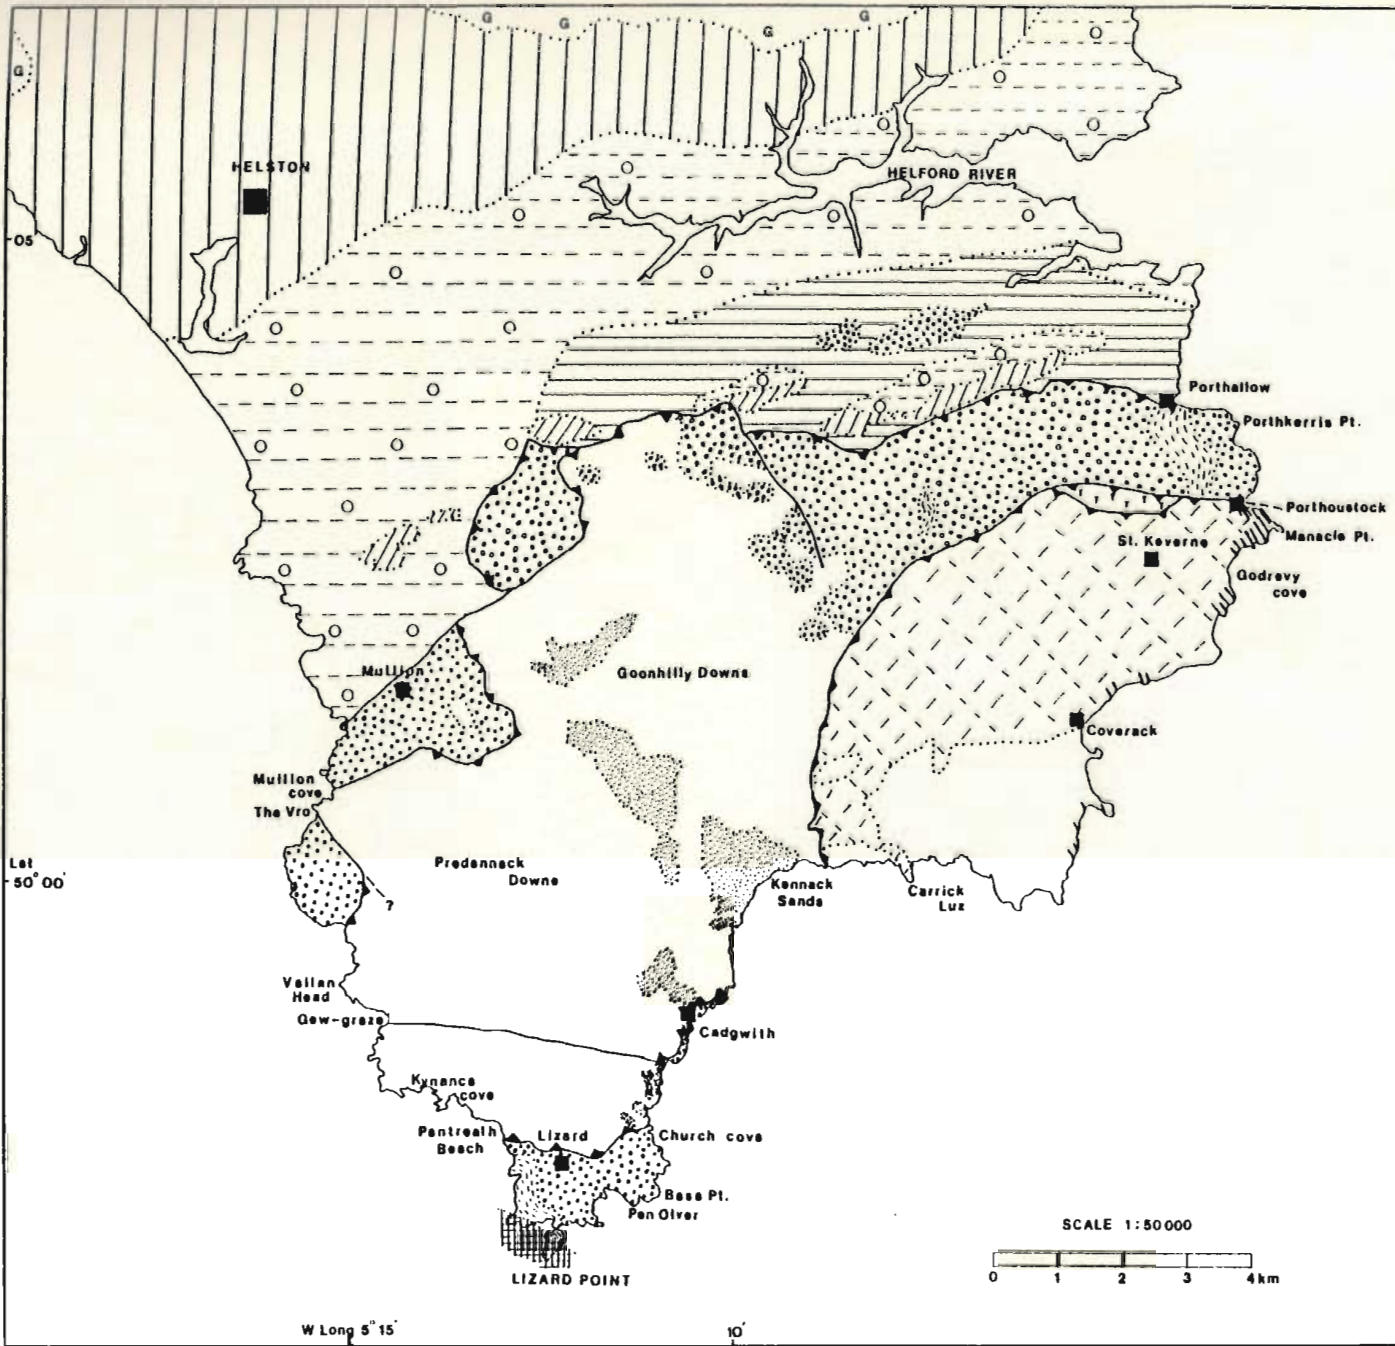 G
G
G
G
G
HELSTON
HELFORD RIVER
05
Porthallow
Porthkerris Pt.
Porthoustock
St. Keverne
Manacle Pt.
Godrevy
cove
T T T T
Mullion
Goonhilly Downs
Coverack
Mullion
cove
The Vro
Lat
50°00'
Predannack
Downs
?
Kennack
Sands
Carrick
Luz
Vellan
Head
Gew-graze
Cadgwith
Kynance
cove
Pentreath
Beach
Lizard
Church cove
Bass Pt.
Pen Olver
LIZARD POINT
SCALE 1:50000
0 1 2 3 4km
W Long 5°15'
10'